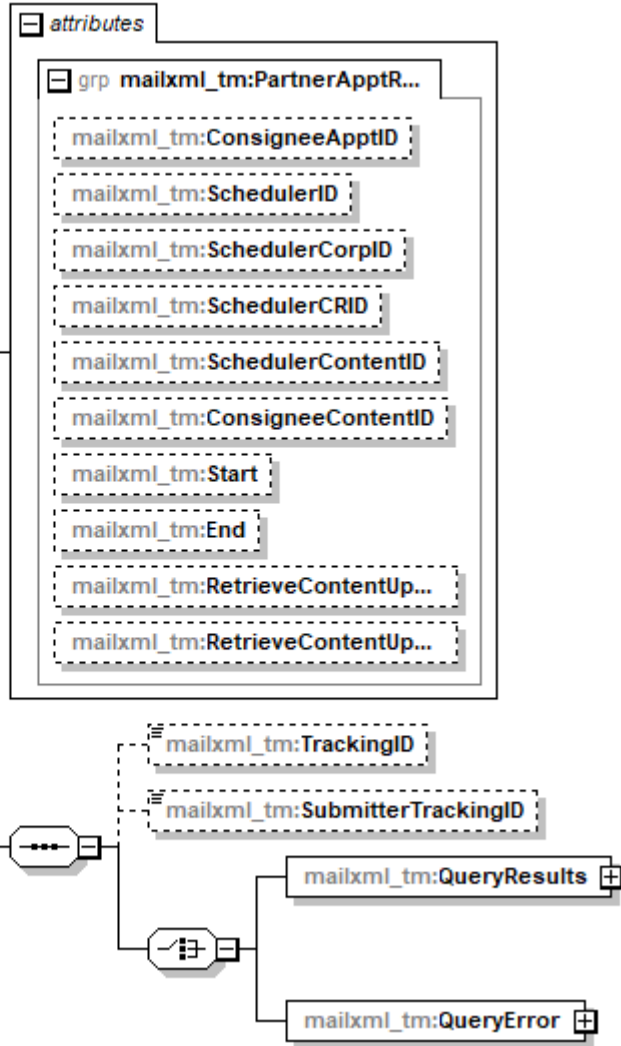 attributes
grp mailxml_tm:PartnerApptR...
mailxml_tm:ConsigneeApptID
mailxml_tm:SchedulerID
mailxml_tm:SchedulerCorpID
mailxml_tm:SchedulerCRID
mailxml_tm:SchedulerContentID
mailxml_tm:ConsigneeContentID
mailxml_tm:Start
mailxml_tm:End
mailxml_tm:RetrieveContentUp...
mailxml_tm:RetrieveContentUp...
mailxml_tm:TrackingID
mailxml_tm:SubmitterTrackingID
mailxml_tm:QueryResults
mailxml_tm:QueryError